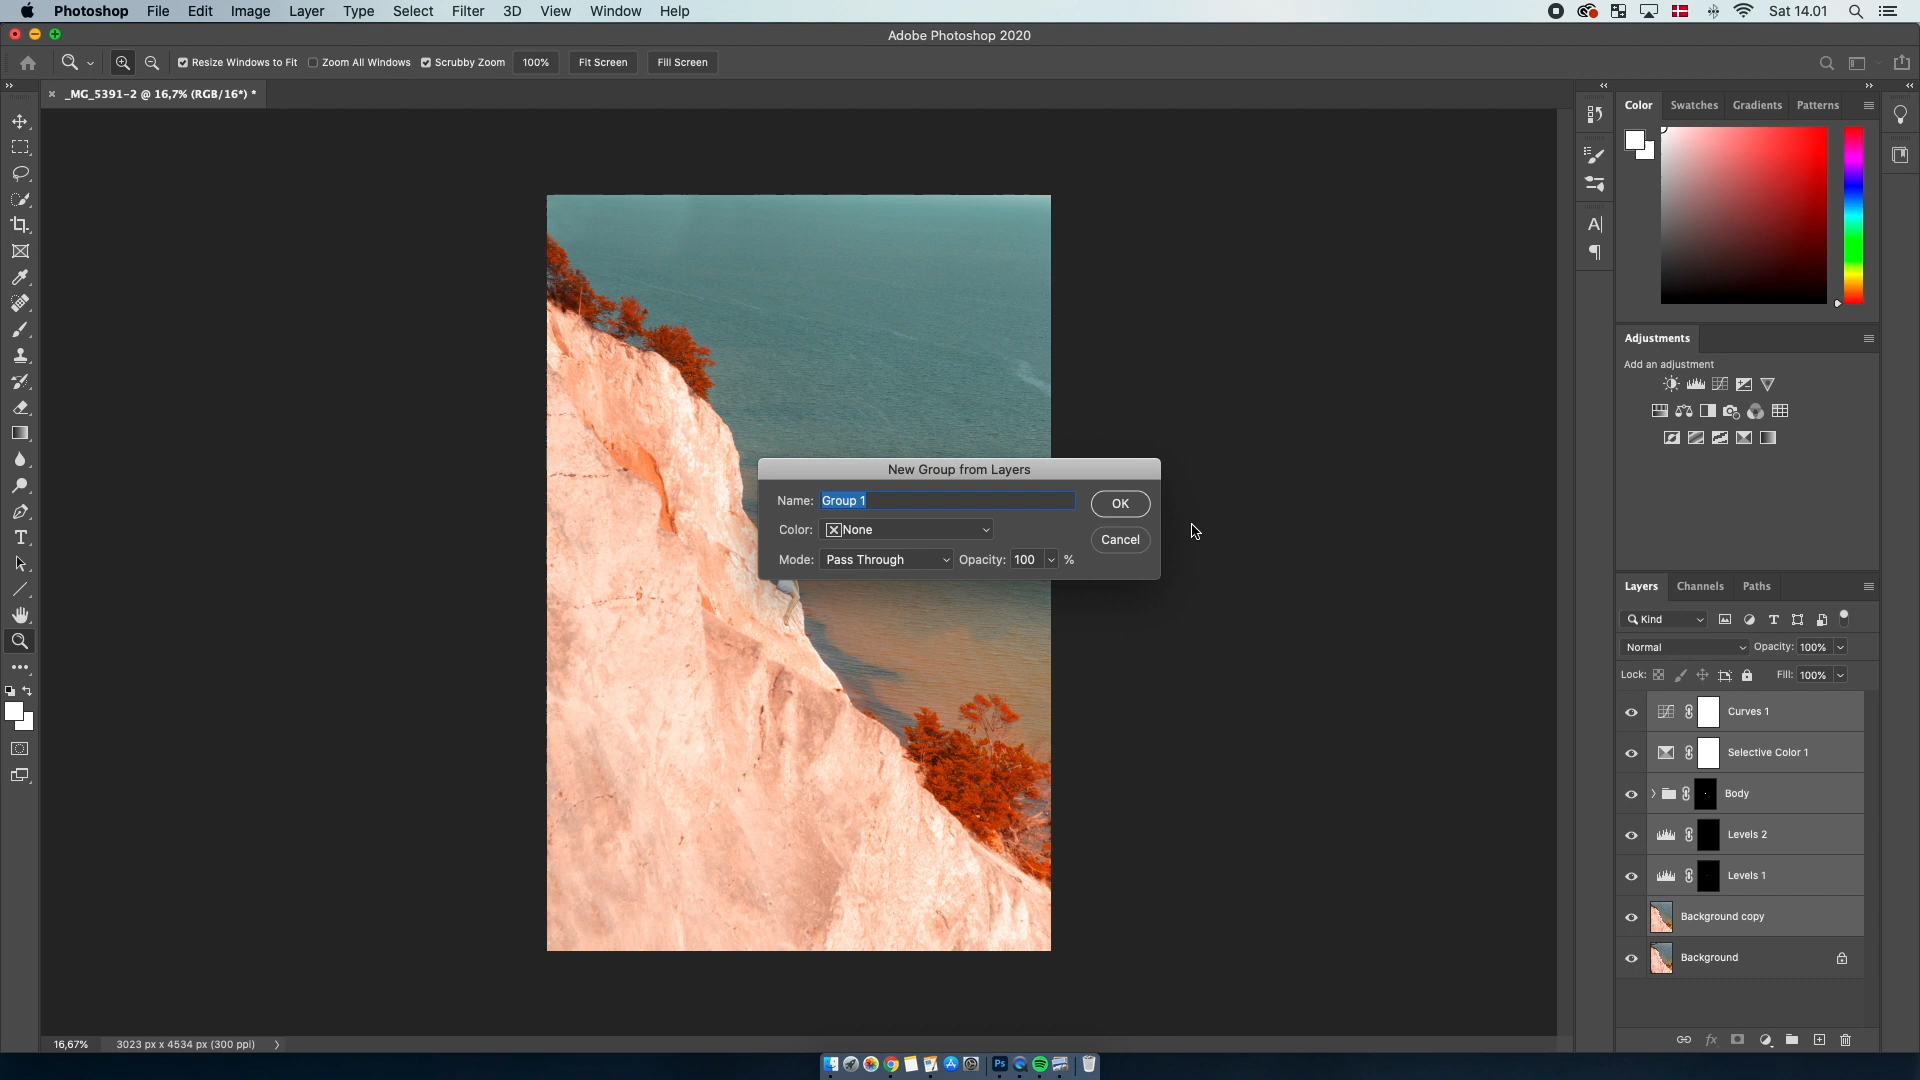 Photoshop File Edit Image Layer Type Select Filter 3D View Window Help Sat 14.01
Adobe Photoshop 2020
Resize Windows to Fit Zoom All Windows Scrubby Zoom 100% Fit Screen Fill Screen
_MG_5391-2 @ 16,7% (RGB/16*) *
Color Swatches Gradients Patterns
Adjustments
Add an adjustment
New Group from Layers
Name: Group 1 OK
Color: None Cancel
Mode: Pass Through Opacity: 100 %
Layers Channels Paths
Kind
Normal Opacity: 100%
Lock: Fill: 100%
Curves 1
Selective Color 1
Body
Levels 2
Levels 1
Background copy
Background
16,67% 3023 px x 4534 px (300 ppi)
Ps